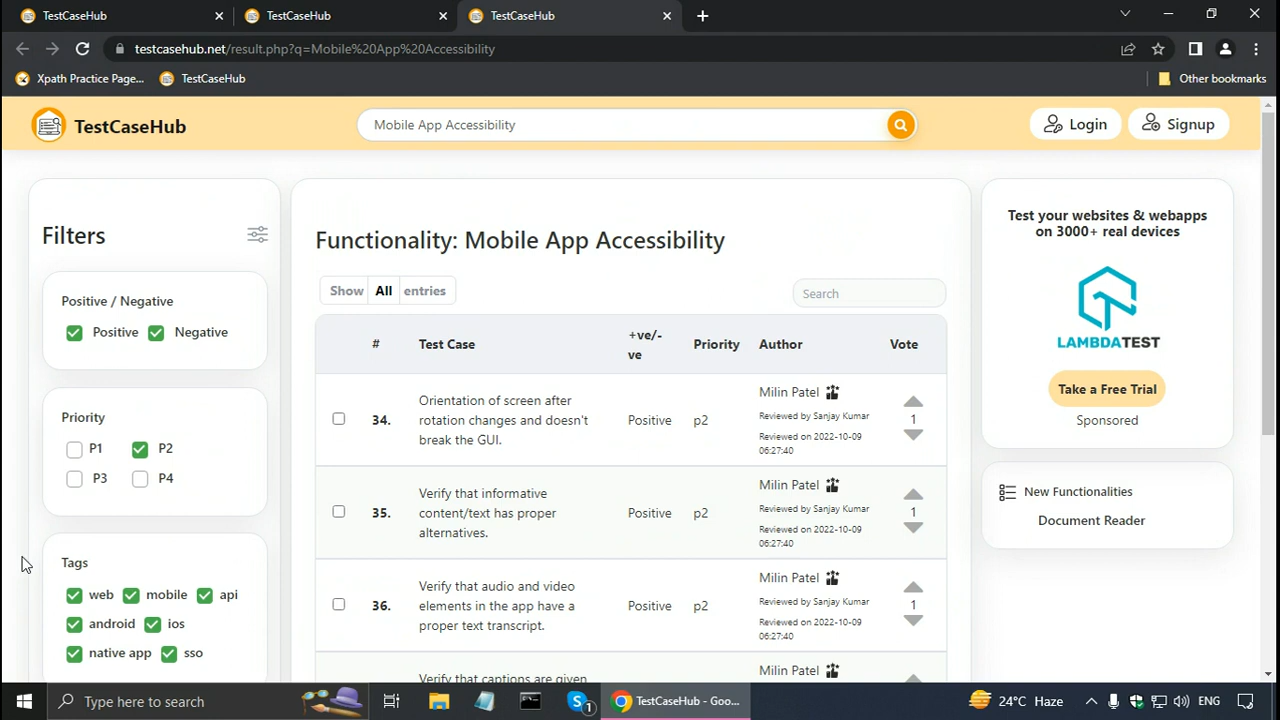 TestCaseHub
TestCaseHub
TestCaseHub
testcasehub.net/result.php?q=Mobile%20App%20Accessibility
Xpath Practice Page...
TestCaseHub
Other bookmarks
TestCaseHub
Mobile App Accessibility
Login
Signup
Filters
Positive / Negative
Positive
Negative
Priority
P1
P2
P3
P4
Tags
web
mobile
api
android
ios
native app
sso
Functionality: Mobile App Accessibility
Show All entries
Search
#
Test Case
+ve/-
ve
Priority
Author
Vote
34.
Orientation of screen after
rotation changes and doesn't
break the GUI.
Positive
p2
Milin Patel
Reviewed by Sanjay Kumar
Reviewed on 2022-10-09
06:27:40
1
35.
Verify that informative
content/text has proper
alternatives.
Positive
p2
Milin Patel
Reviewed by Sanjay Kumar
Reviewed on 2022-10-09
06:27:40
1
36.
Verify that audio and video
elements in the app have a
proper text transcript.
Positive
p2
Milin Patel
Reviewed by Sanjay Kumar
Reviewed on 2022-10-09
06:27:40
1
Verify that captions are given
Milin Patel
Test your websites & webapps
on 3000+ real devices
LAMBDATEST
Take a Free Trial
Sponsored
New Functionalities
Document Reader
Type here to search
1
TestCaseHub - Goo...
24°C Haze
ENG